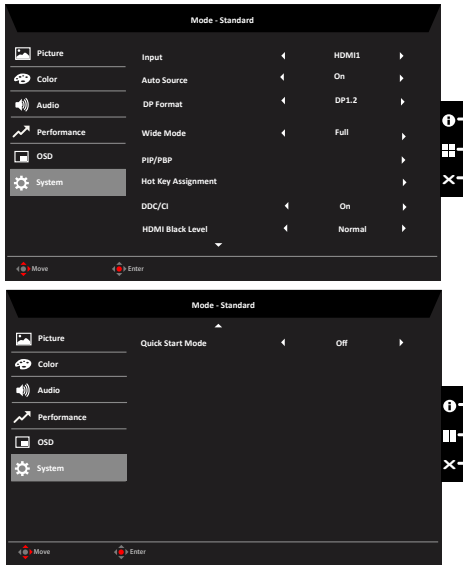 Mode - Standard
Picture
Color
Audio
Performance
OSD
System
Input HDMI1
Auto Source On
DP Format DP1.2
Wide Mode Full
PIP/PBP
Hot Key Assignment
DDC/CI On
HDMI Black Level Normal
Move Enter
Mode - Standard
Picture
Color
Audio
Performance
OSD
System
Quick Start Mode Off
Move Enter